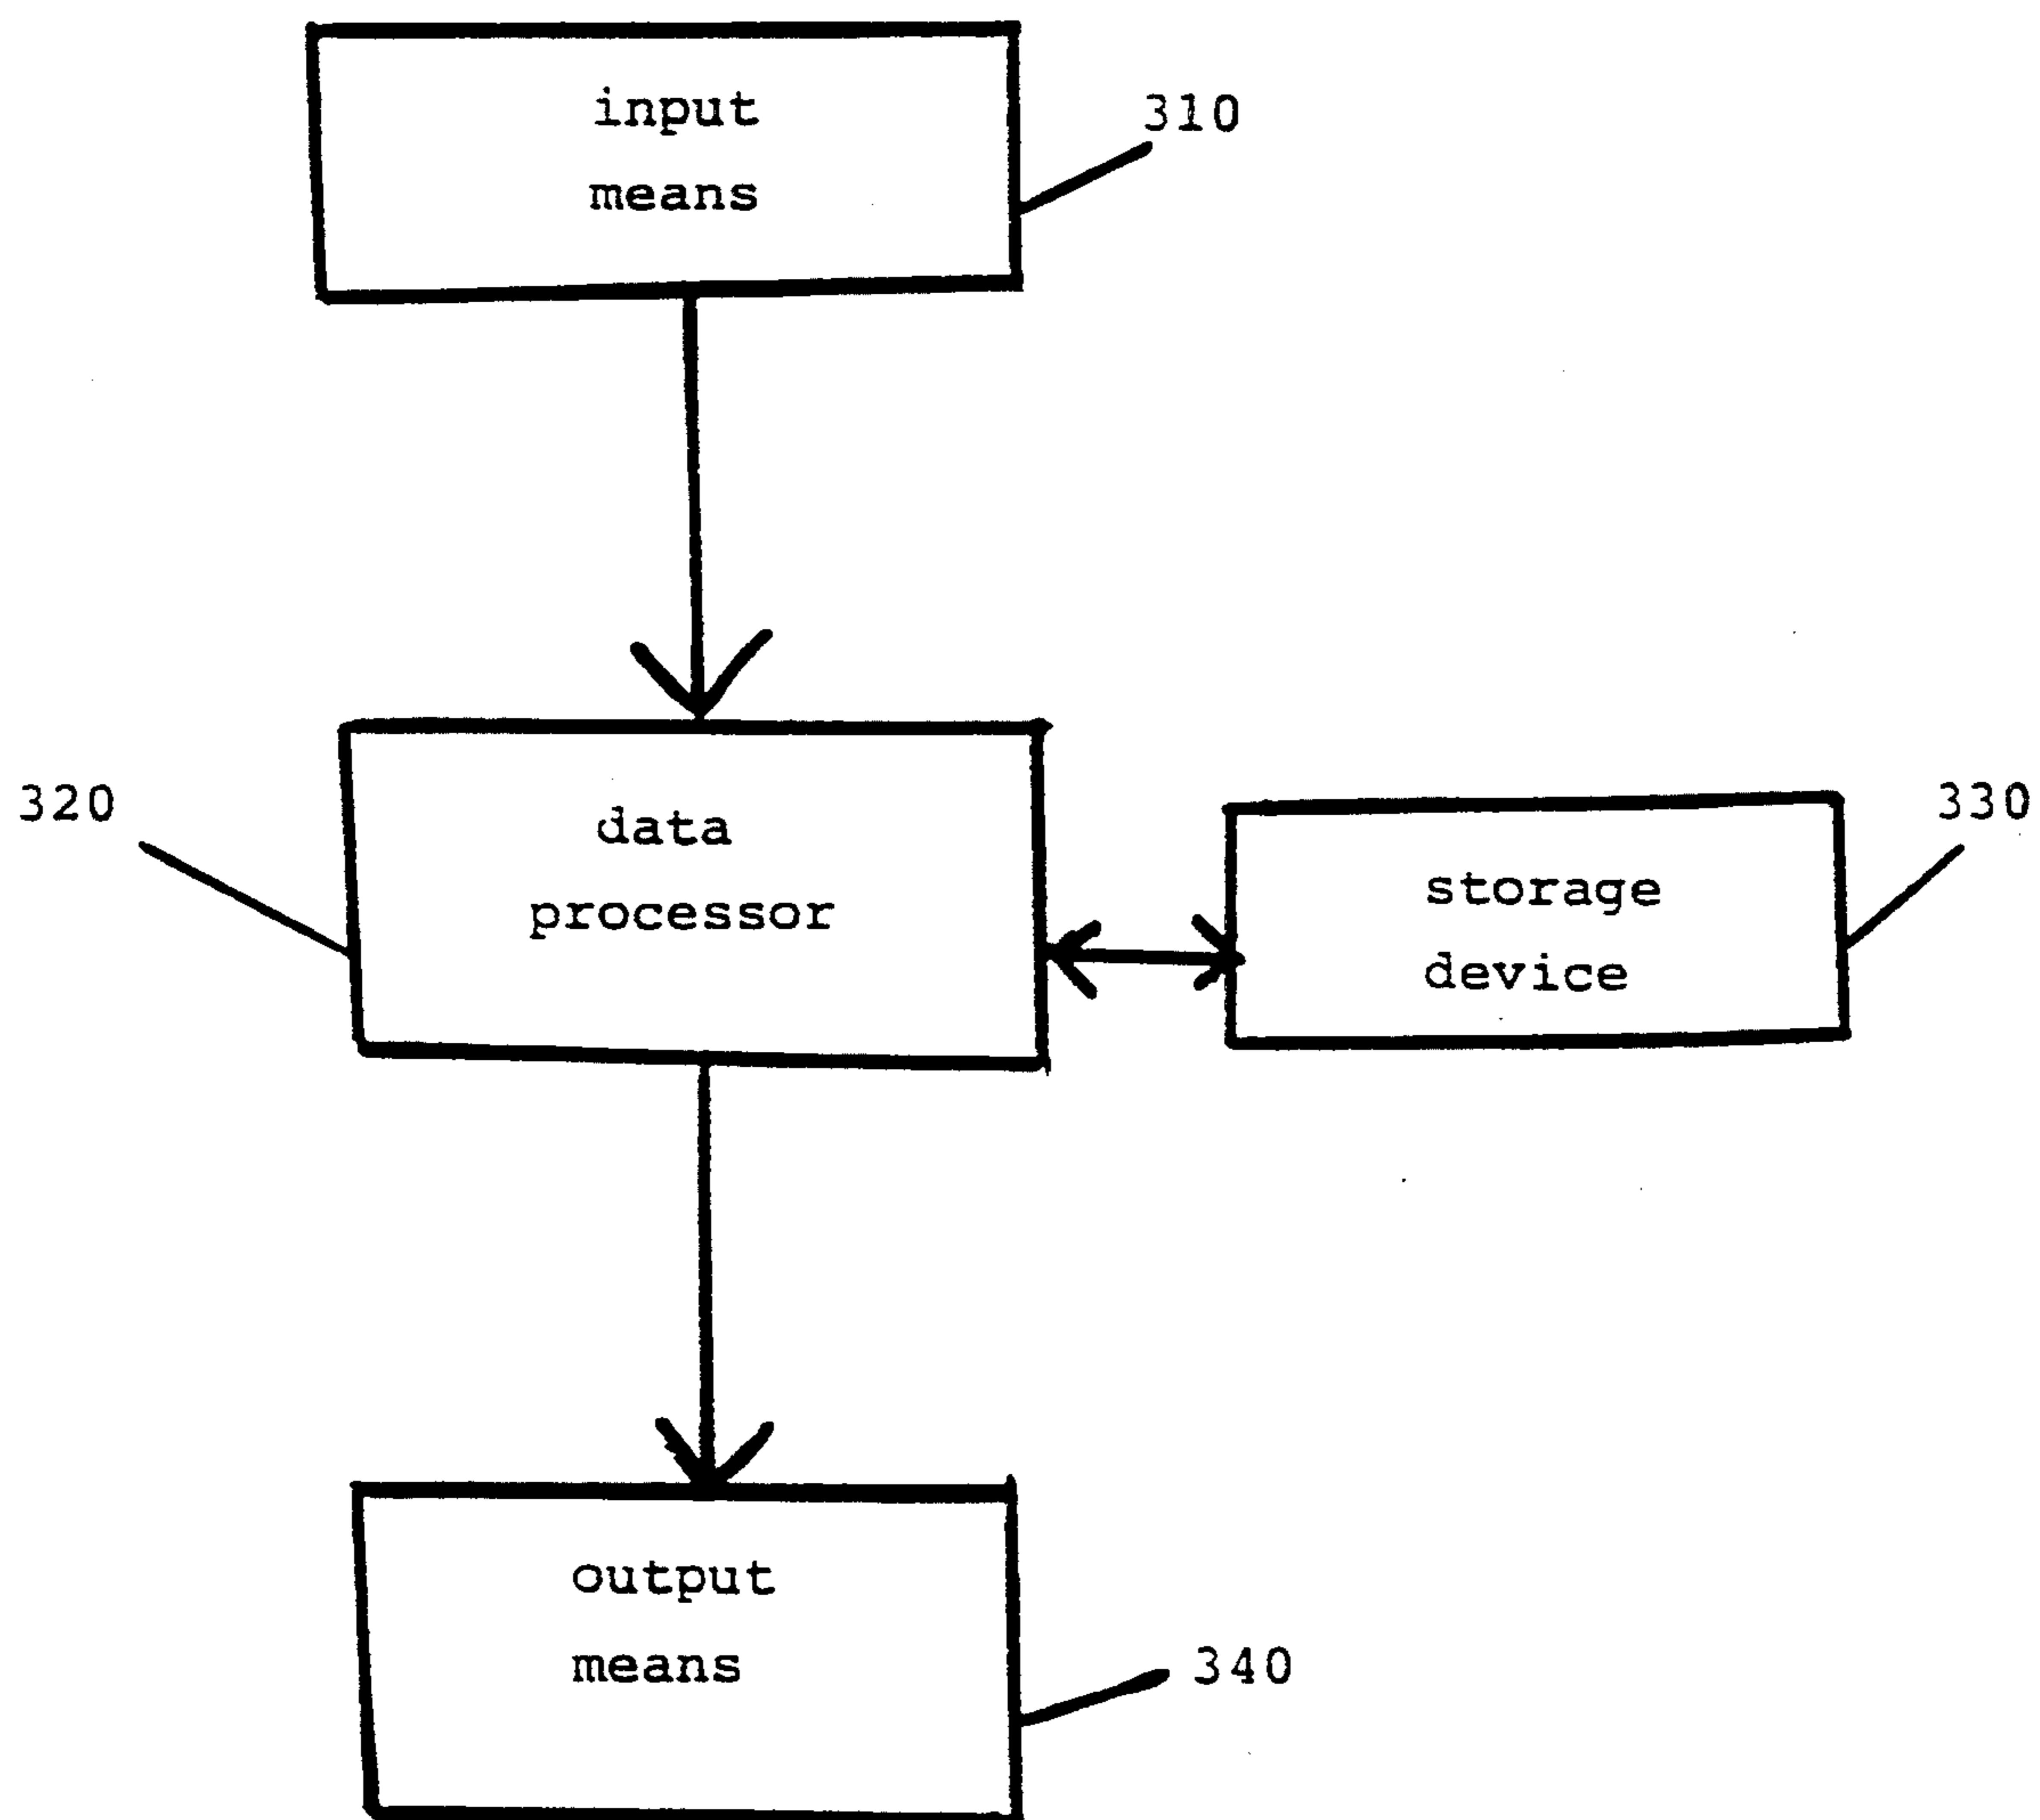 input
means
310
320
data
processor
330
storage
device
output
means
340